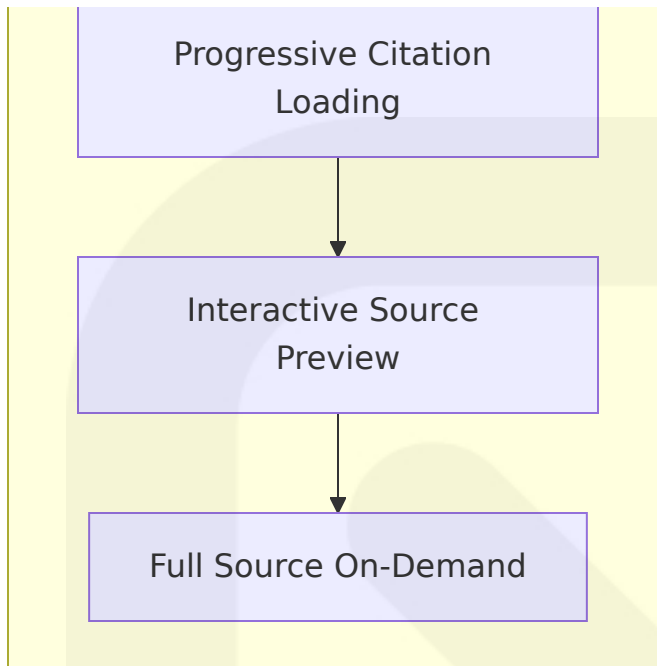 Progressive Citation
Loading
Interactive Source
Preview
Full Source On-Demand